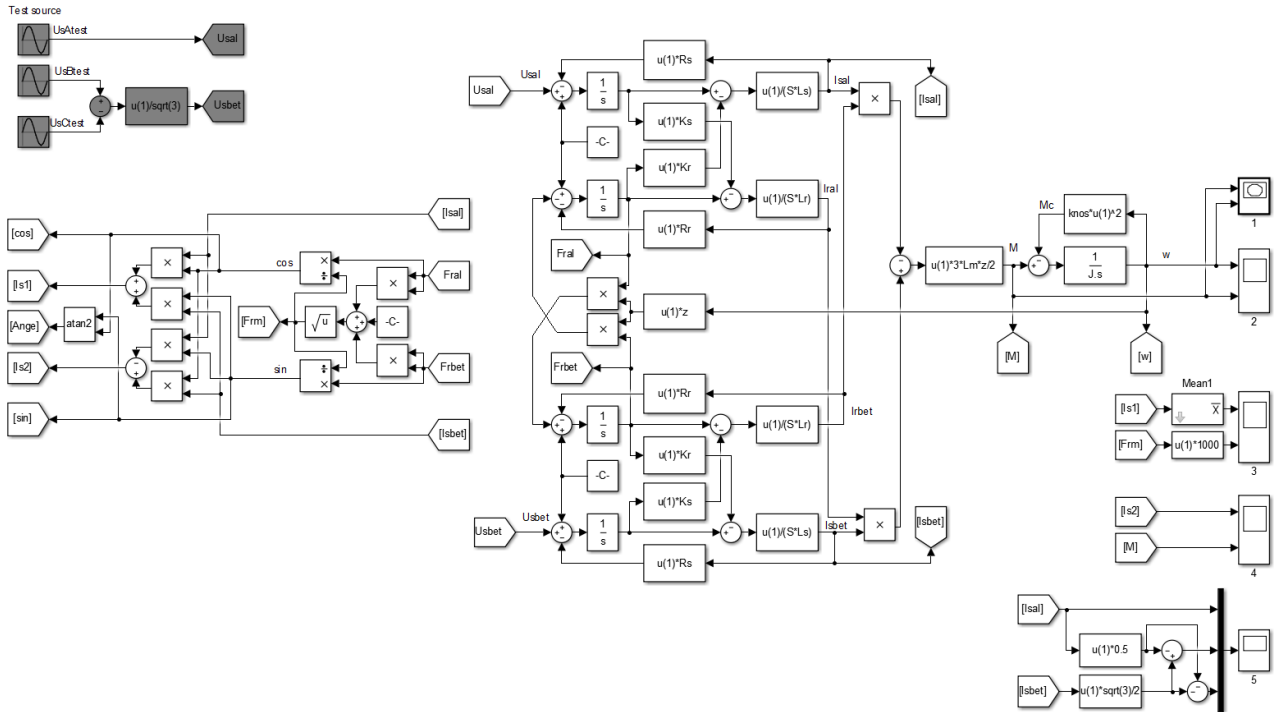 Test source
UsAtest
Usal
UsBtest
u(1)/sqrt(3)
Usbet
UsCtest
[cos]
[Is1]
[Ange]
atan2
[Is2]
[sin]
cos
sin
[Frm]
√u
-C-
[Isal]
Fral
Frbet
[Isbet]
Usal
Usal
u(1)*Rs
1
s
u(1)*Ks
-C-
u(1)*Kr
1
s
u(1)*Rr
u(1)/(S*Ls)
Isal
[Isal]
u(1)/(S*Lr)
Iral
Fral
u(1)*z
Frbet
u(1)*Rr
1
s
u(1)/(S*Lr)
Irbet
u(1)*Kr
-C-
u(1)*Ks
Usbet
Usbet
1
s
u(1)/(S*Ls)
Isbet
[Isbet]
u(1)*Rs
u(1)*3*Lm*z/2
M
Mc
knos*u(1)^2
1
J.s
w
[M]
[w]
1
2
Mean1
[Is1]
x̄
[Frm]
u(1)*1000
3
[Is2]
[M]
4
[Isal]
u(1)*0.5
[Isbet]
u(1)*sqrt(3)/2
5